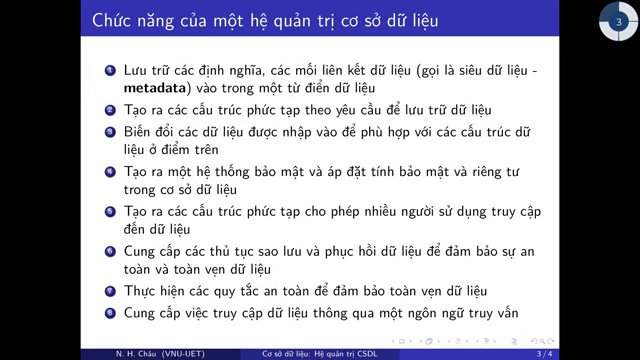 Chức năng của một hệ quản trị cơ sở dữ liệu
3
1 Lưu trữ các định nghĩa, các mối liên kết dữ liệu (gọi là siêu dữ liệu -
metadata) vào trong một từ điển dữ liệu
2 Tạo ra các cấu trúc phức tạp theo yêu cầu để lưu trữ dữ liệu
3 Biến đổi các dữ liệu được nhập vào để phù hợp với các cấu trúc dữ
liệu ở điểm trên
4 Tạo ra một hệ thống bảo mật và áp đặt tính bảo mật và riêng tư
trong cơ sở dữ liệu
5 Tạo ra các cấu trúc phức tạp cho phép nhiều người sử dụng truy cập
đến dữ liệu
6 Cung cấp các thủ tục sao lưu và phục hồi dữ liệu để đảm bảo sự an
toàn và toàn vẹn dữ liệu
7 Thực hiện các quy tắc an toàn để đảm bảo toàn vẹn dữ liệu
8 Cung cấp việc truy cập dữ liệu thông qua một ngôn ngữ truy vấn
N. H. Châu (VNU-UET) Cơ sở dữ liệu: Hệ quản trị CSDL 3 / 4